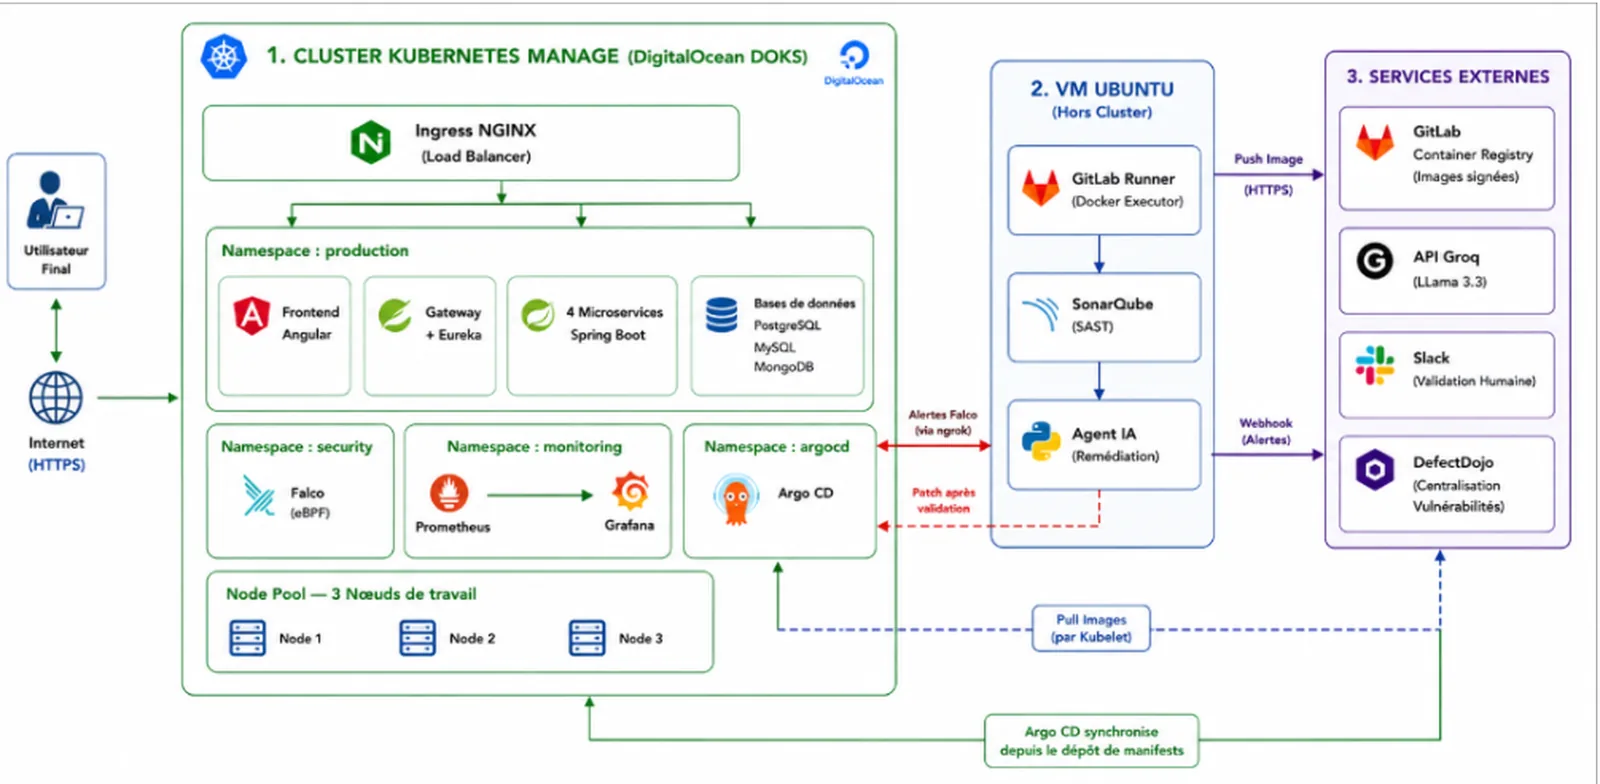 1. CLUSTER KUBERNETES MANAGE (DigitalOcean DOKS)
DigitalOcean
Ingress NGINX
(Load Balancer)
Utilisateur
Final
Internet
(HTTPS)
Namespace : production
Frontend
Angular
Gateway
+ Eureka
4 Microservices
Spring Boot
Bases de données
PostgreSQL
MySQL
MongoDB
Namespace : security
Falco
(eBPF)
Namespace : monitoring
Prometheus
Grafana
Namespace : argocd
Argo CD
Node Pool — 3 Nœuds de travail
Node 1
Node 2
Node 3
Alertes Falco
(via ngrok)
Patch après
validation
2. VM UBUNTU
(Hors Cluster)
GitLab Runner
(Docker Executor)
SonarQube
(SAST)
Agent IA
(Remédiation)
Push Image
(HTTPS)
Webhook
(Alertes)
3. SERVICES EXTERNES
GitLab
Container Registry
(Images signées)
G
API Groq
(LLama 3.3)
Slack
(Validation Humaine)
DefectDojo
(Centralisation
Vulnérabilités)
Pull Images
(par Kubelet)
Argo CD synchronise
depuis le dépôt de manifests